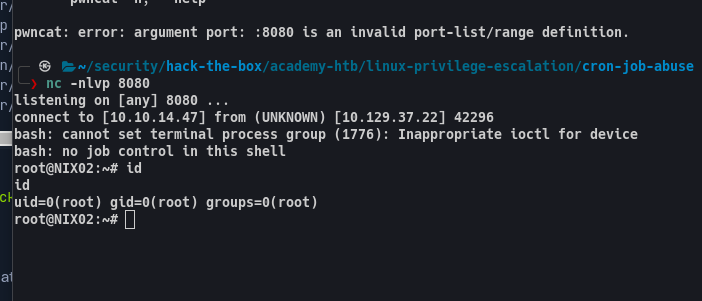 pwncat: error: argument port: :8080 is an invalid port-list/range definition.
~/security/hack-the-box/academy-htb/linux-privilege-escalation/cron-job-abuse
❯ nc -nlvp 8080
listening on [any] 8080 ...
connect to [10.10.14.47] from (UNKNOWN) [10.129.37.22] 42296
bash: cannot set terminal process group (1776): Inappropriate ioctl for device
bash: no job control in this shell
root@NIX02:~# id
id
uid=0(root) gid=0(root) groups=0(root)
root@NIX02:~#